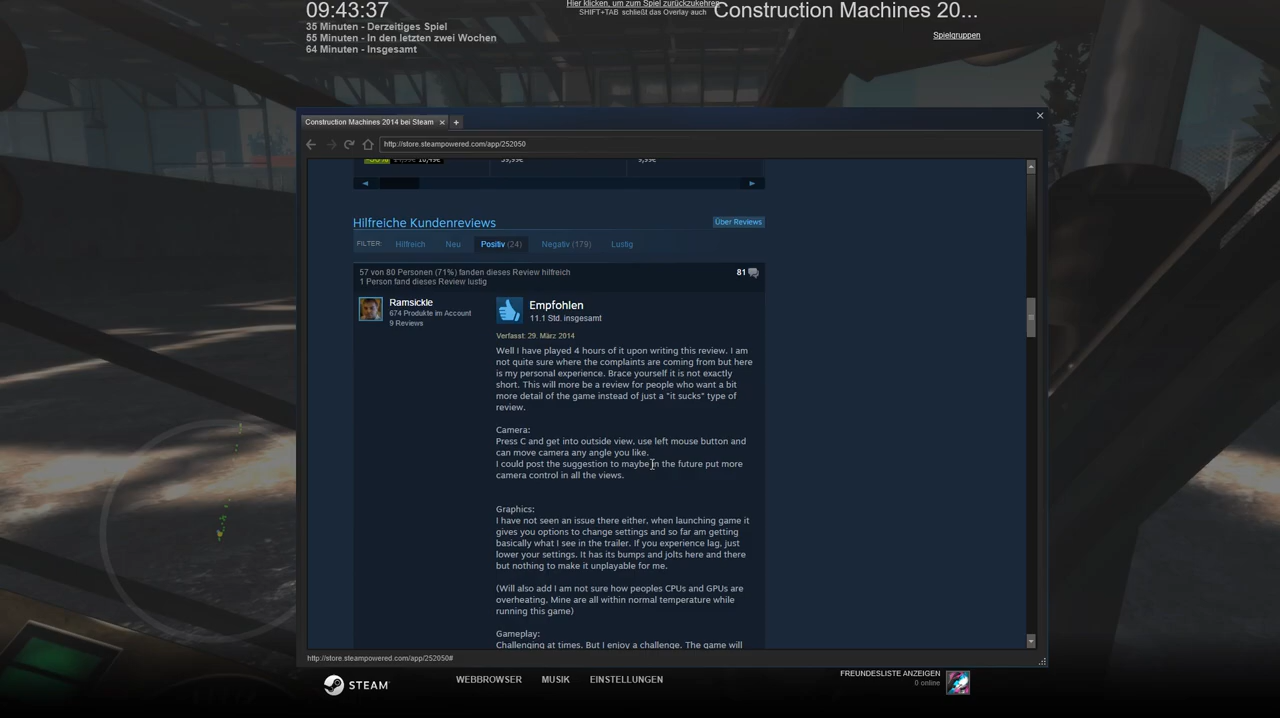 09:43:37
35 Minuten - Derzeitiges Spiel
55 Minuten - In den letzten zwei Wochen
64 Minuten - Insgesamt
Hier klicken, um zum Spiel zurückzukehren
SHIFT+TAB schließt das Overlay auch
Construction Machines 20...
Spielgruppen
Construction Machines 2014 bei Steam
http://store.steampowered.com/app/252050
39,99€
9,99€
Hilfreiche Kundenreviews
Über Reviews
FILTER: Hilfreich Neu Positiv (24) Negativ (179) Lustig
57 von 80 Personen (71%) fanden dieses Review hilfreich
1 Person fand dieses Review lustig
81
Ramsickle
674 Produkte im Account
9 Reviews
Empfohlen
11.1 Std. insgesamt
Verfasst: 29. März 2014
Well I have played 4 hours of it upon writing this review. I am
not quite sure where the complaints are coming from but here
is my personal experience. Brace yourself it is not exactly
short. This will more be a review for people who want a bit
more detail of the game instead of just a "it sucks" type of
review.
Camera:
Press C and get into outside view, use left mouse button and
can move camera any angle you like.
I could post the suggestion to maybe in the future put more
camera control in all the views.
Graphics:
I have not seen an issue there either, when launching game it
gives you options to change settings and so far am getting
basically what I see in the trailer. If you experience lag, just
lower your settings. It has its bumps and jolts here and there
but nothing to make it unplayable for me.
(Will also add I am not sure how peoples CPUs and GPUs are
overheating. Mine are all within normal temperature while
running this game)
Gameplay:
Challenging at times. But I enjoy a challenge. The game will
http://store.steampowered.com/app/252050#
STEAM
WEBBROWSER MUSIK EINSTELLUNGEN
FREUNDESLISTE ANZEIGEN
0 online